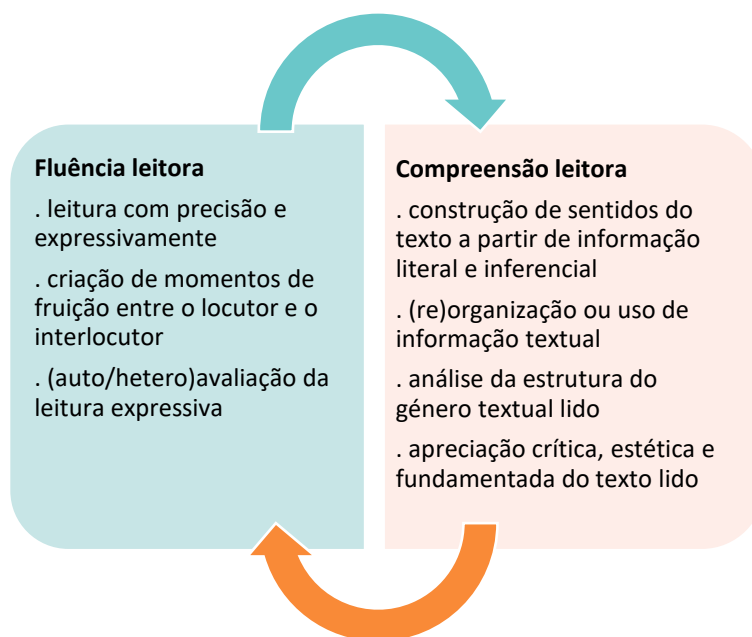 Fluência leitora
. leitura com precisão e
expressivamente
. criação de momentos de
fruição entre o locutor e o
interlocutor
. (auto/hetero)avaliação da
leitura expressiva
Compreensão leitora
. construção de sentidos do
texto a partir de informação
literal e inferencial
. (re)organização ou uso de
informação textual
. análise da estrutura do
género textual lido
. apreciação crítica, estética e
fundamentada do texto lido